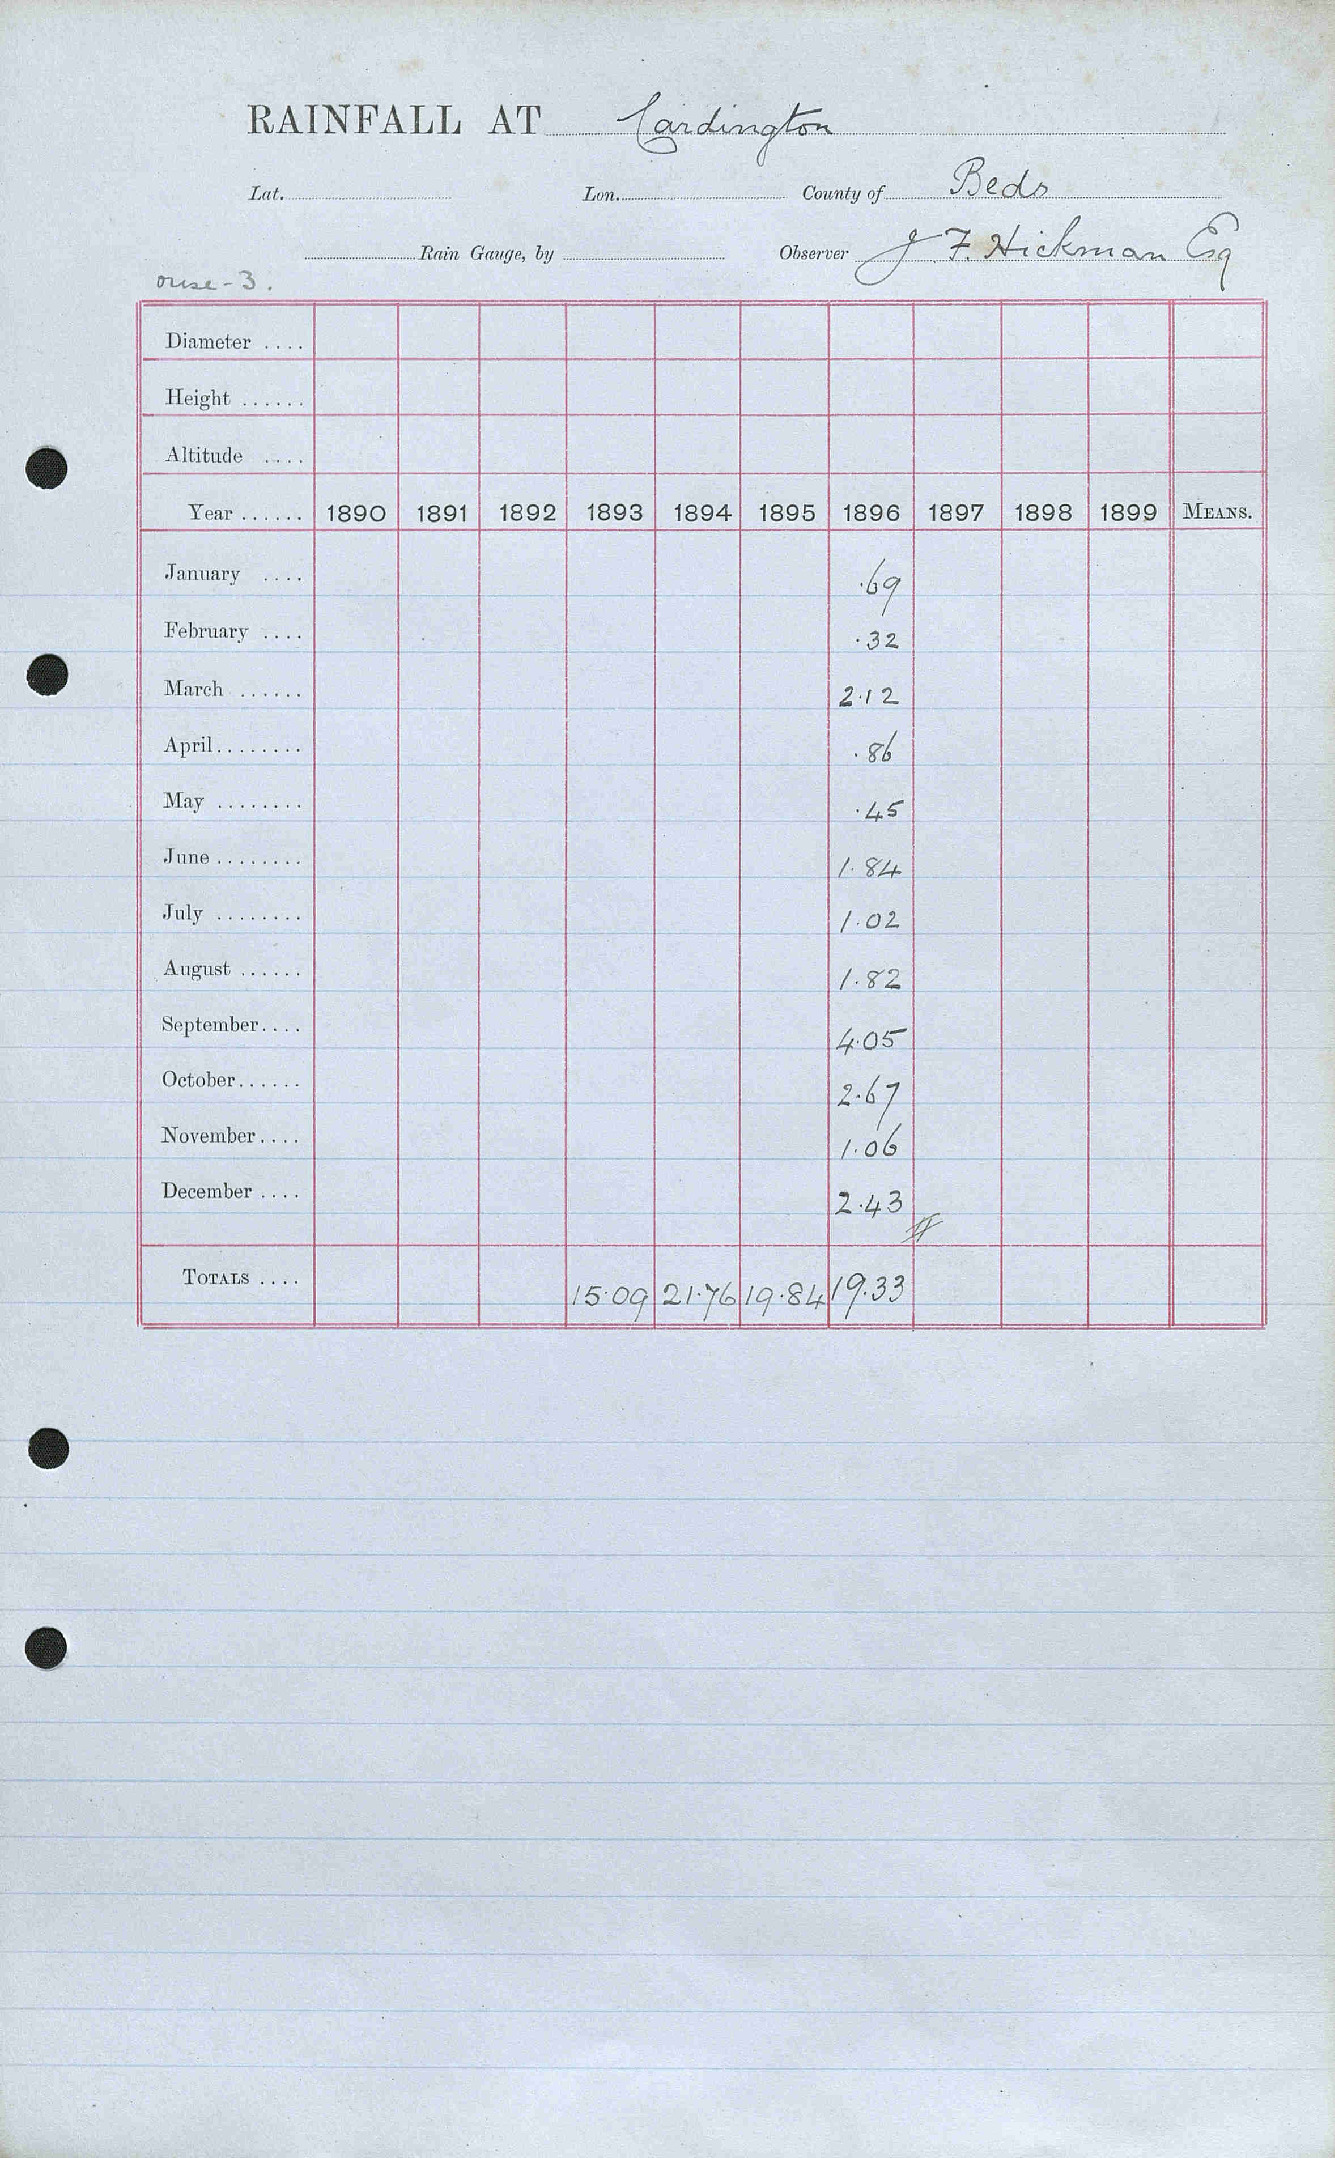 RAINFALL AT Cardington
Lat. Lon. County of Beds
Rain Gauge, by Observer J F. Hickman Esq
ouse - 3.
Diameter ....
Height ......
Altitude ....
Year ...... 1890 1891 1892 1893 1894 1895 1896 1897 1898 1899 MEANS.
January .... .69
February .... .32
March ...... 2.12
April ........ .86
May ........ .45
June ........ 1.84
July ........ 1.02
August ...... 1.82
September .... 4.05
October ...... 2.67
November .... 1.06
December .... 2.43
TOTALS .... 15.09 21.76 19.84 19.33